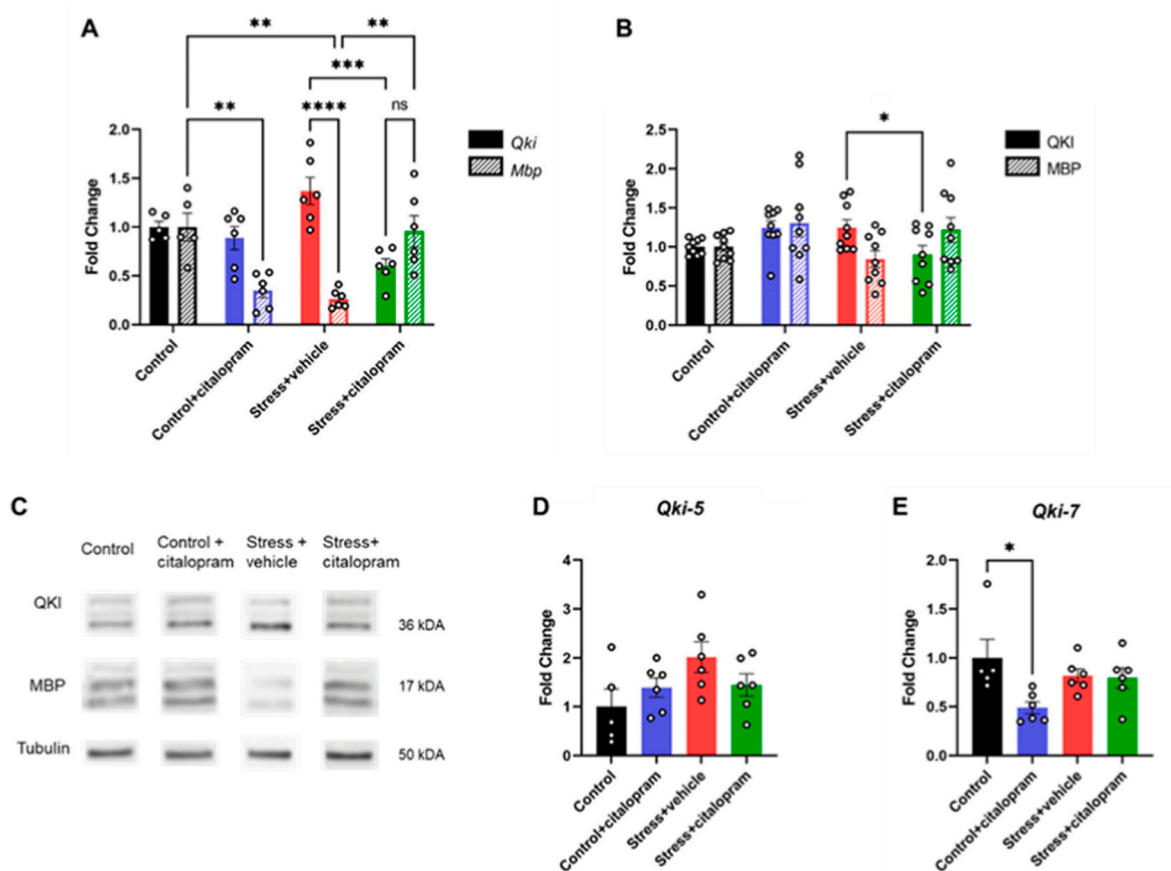 A
** **
***
** **** ns
2.0
1.5
1.0
0.5
0.0
Fold Change
Control
Control+citalopram
Stress+vehicle
Stress+citalopram
Qki
Mbp
B
*
2.5
2.0
1.5
1.0
0.5
0.0
Fold Change
Control
Control+citalopram
Stress+vehicle
Stress+citalopram
QKI
MBP
C
Control
Control +
citalopram
Stress +
vehicle
Stress+
citalopram
QKI
36 kDA
MBP
17 kDA
Tubulin
50 kDA
D
Qki-5
4
3
2
1
0
Fold Change
Control
Control+citalopram
Stress+vehicle
Stress+citalopram
E
Qki-7
*
2.0
1.5
1.0
0.5
0.0
Fold Change
Control
Control+citalopram
Stress+vehicle
Stress+citalopram